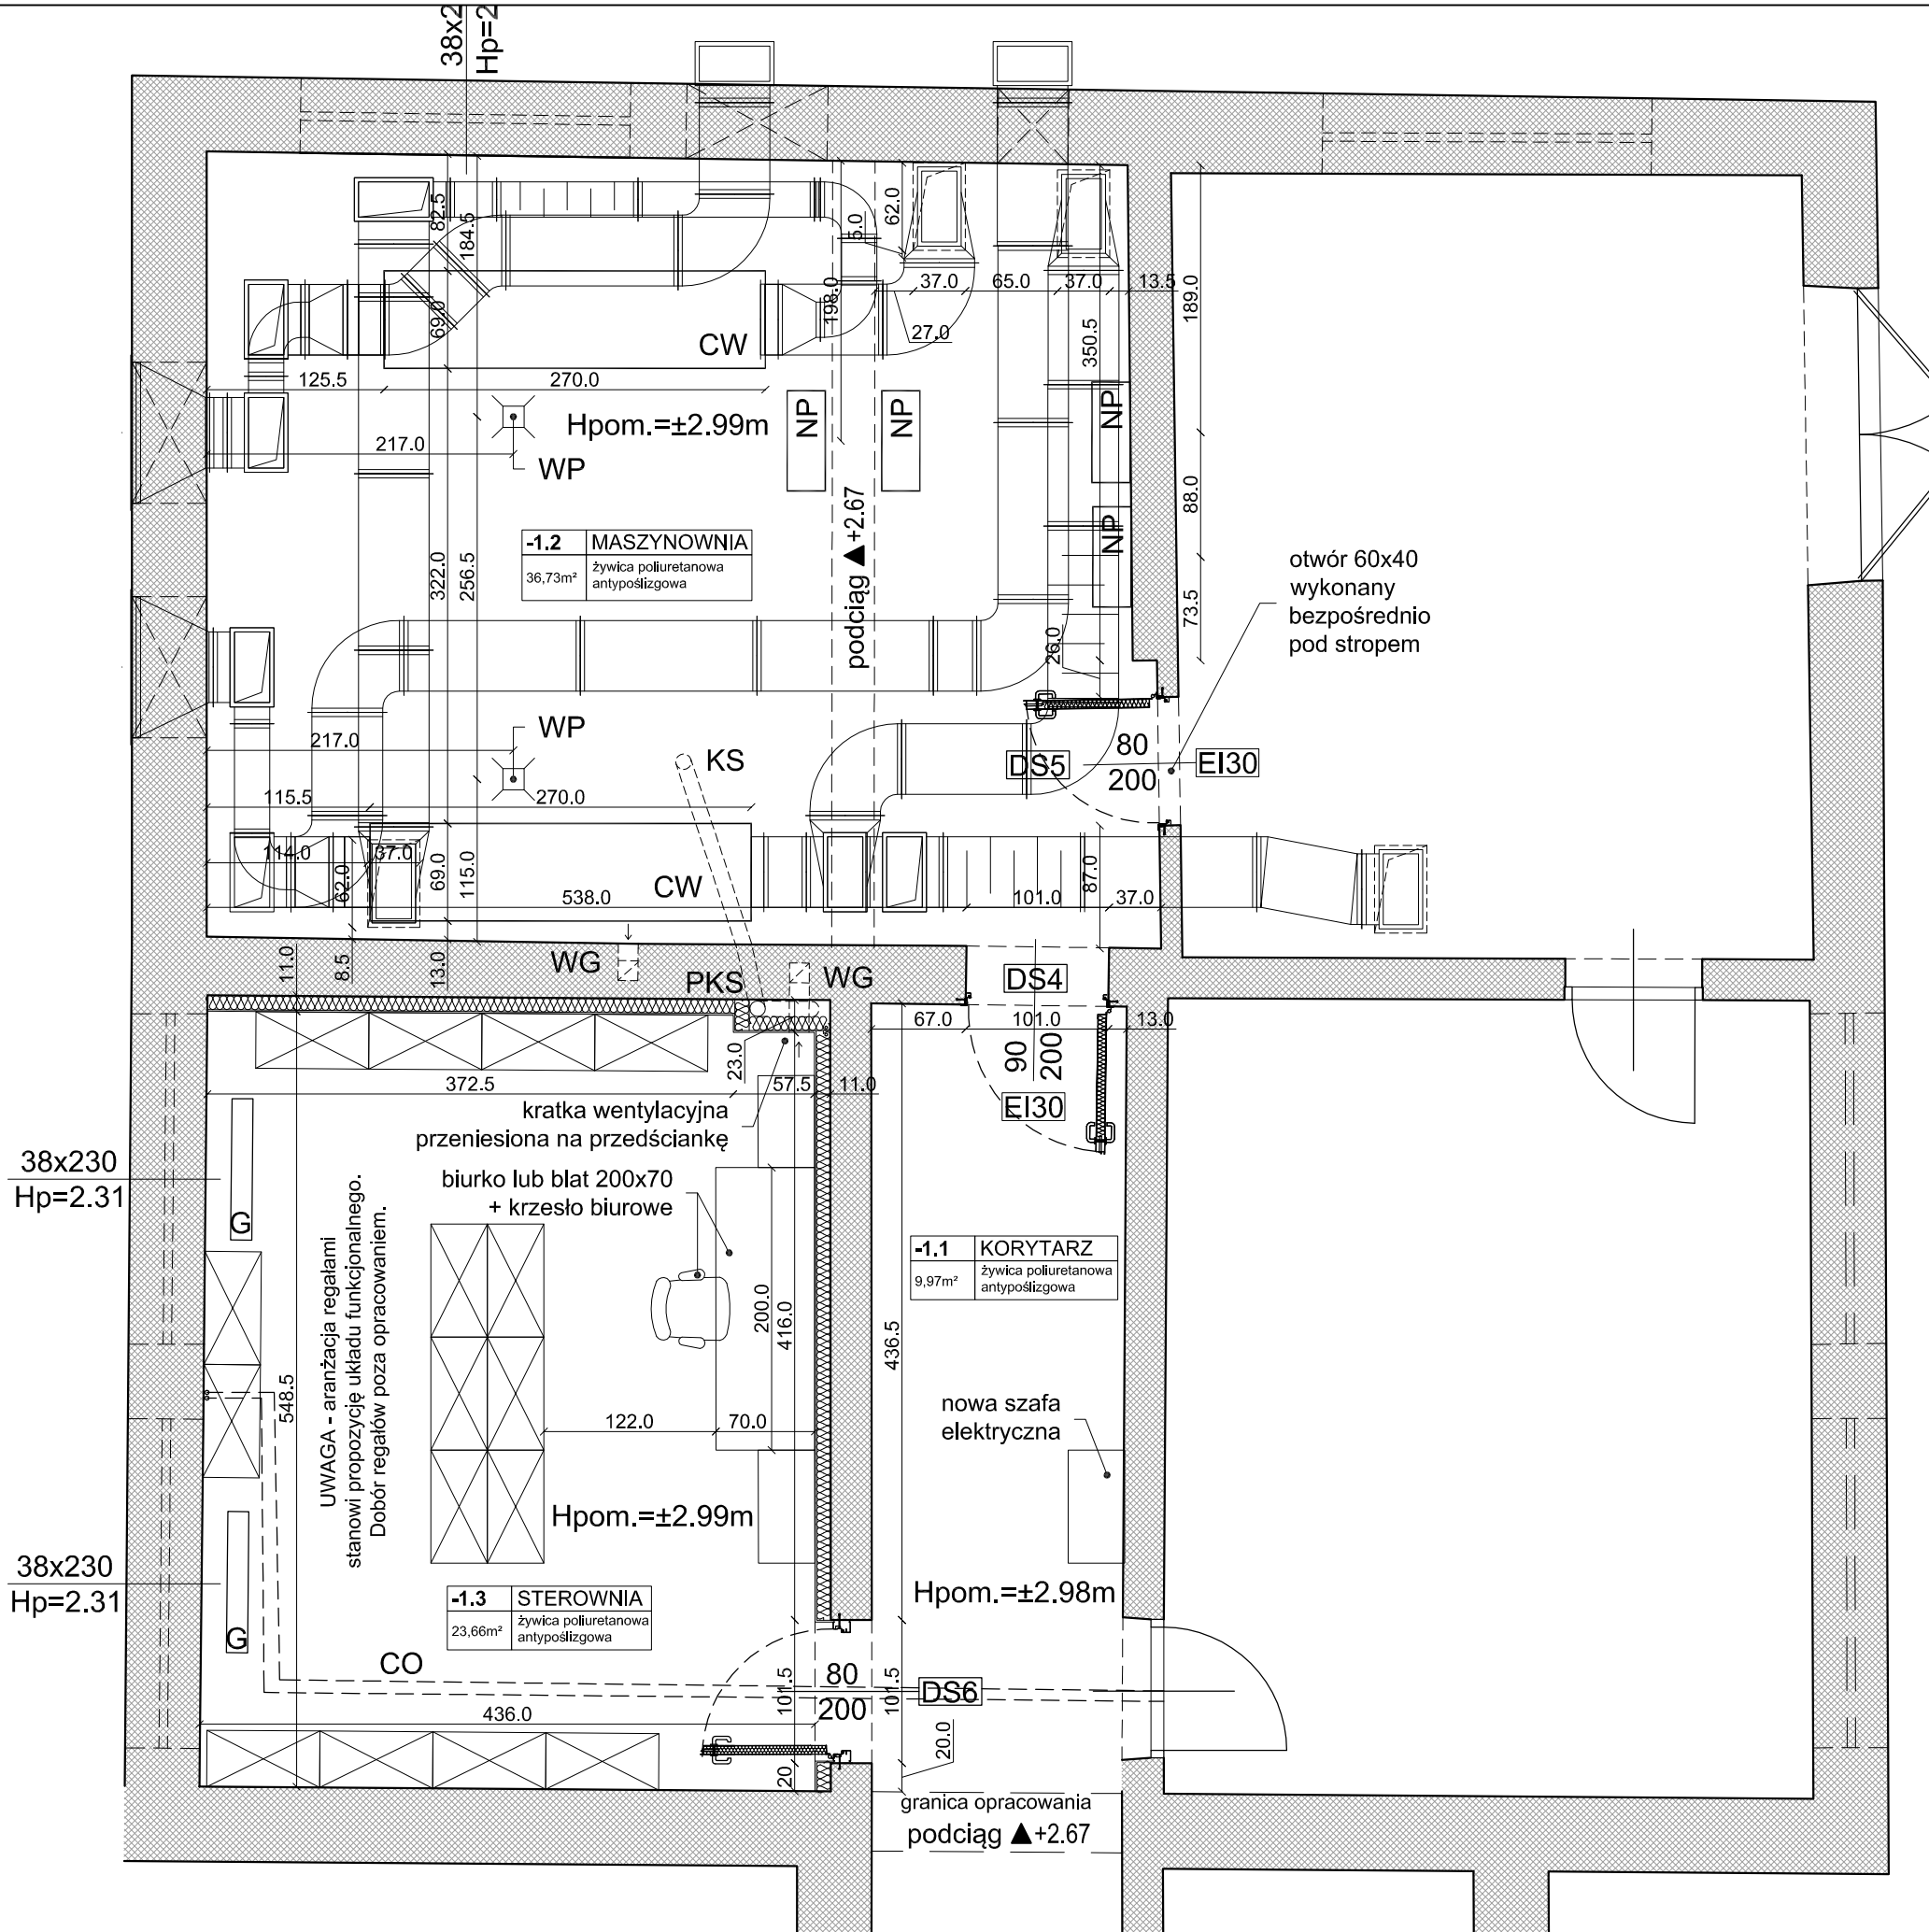 38x2
Hp=2
82.5
184.5
5.0
62.0
37.0
65.0
37.0
13.5
189.0
69.0
198.0
27.0
350.5
CW
125.5
270.0
Hpom.=±2.99m
NP
NP
NP
NP
217.0
WP
88.0
-1.2 MASZYNOWNIA
36,73m² żywica poliuretanowa
antypoślizgowa
322.0
256.5
podciąg ▲+2.67
73.5
26.0
otwór 60x40
wykonany
bezpośrednio
pod stropem
217.0
WP
KS
DS5
80
200
EI30
115.5
270.0
114.0
37.0
62.0
69.0
115.0
CW
538.0
101.0
87.0
37.0
11.0
8.5
13.0
WG
PKS
WG
DS4
67.0
101.0
13.0
90
200
EI30
23.0
372.5
57.5
11.0
kratka wentylacyjna
przeniesiona na przedściankę
biurko lub blat 200x70
+ krzesło biurowe
38x230
Hp=2.31
G
UWAGA - aranżacja regałami
stanowi propozycję układu funkcjonalnego.
Dobór regałów poza opracowaniem.
-1.1 KORYTARZ
9,97m² żywica poliuretanowa
antypoślizgowa
200.0
416.0
436.5
548.5
122.0
70.0
nowa szafa
elektryczna
Hpom.=±2.99m
38x230
Hp=2.31
G
Hpom.=±2.98m
-1.3 STEROWNIA
23,66m² żywica poliuretanowa
antypoślizgowa
CO
101.5
80
200
101.5
DS6
436.0
20
20.0
granica opracowania
podciąg ▲+2.67